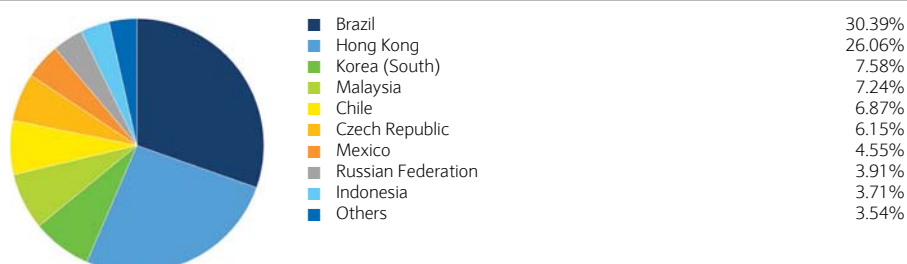 Brazil 30.39%
Hong Kong 26.06%
Korea (South) 7.58%
Malaysia 7.24%
Chile 6.87%
Czech Republic 6.15%
Mexico 4.55%
Russian Federation 3.91%
Indonesia 3.71%
Others 3.54%